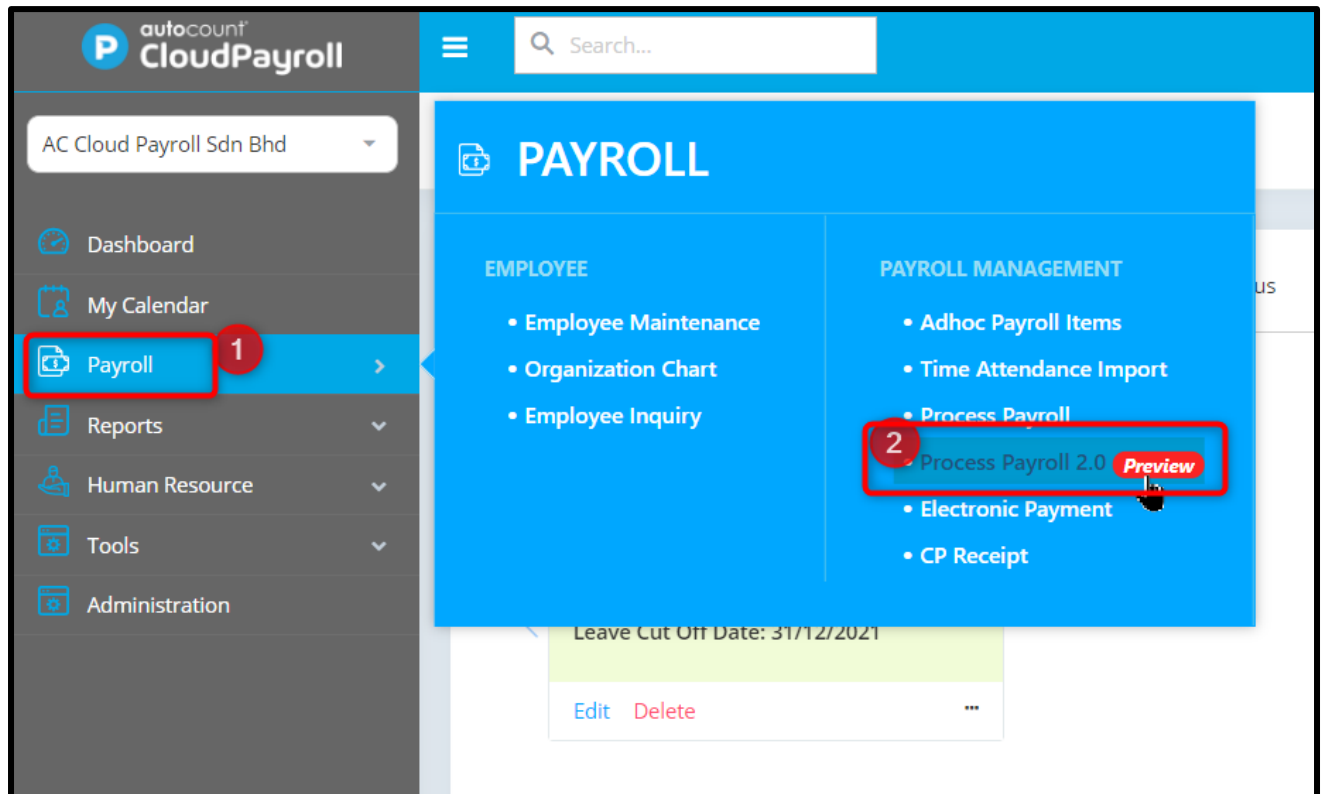 autocount
CloudPayroll
Search...
AC Cloud Payroll Sdn Bhd
Dashboard
My Calendar
Payroll
1
Reports
Human Resource
Tools
Administration
PAYROLL
EMPLOYEE
• Employee Maintenance
• Organization Chart
• Employee Inquiry
PAYROLL MANAGEMENT
• Adhoc Payroll Items
• Time Attendance Import
• Process Payroll
2
• Process Payroll 2.0 Preview
• Electronic Payment
• CP Receipt
us
Leave Cut Off Date: 31/12/2021
Edit Delete